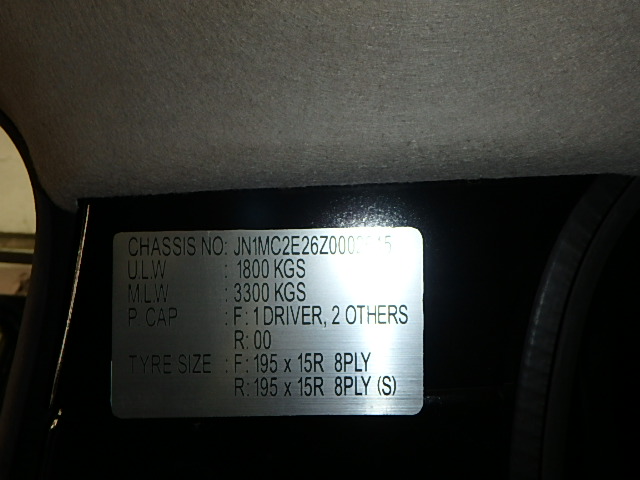 CHASSIS NO:
U.L.W : 1800 KGS
M.L.W : 3300 KGS
P. CAP : F: 1 DRIVER, 2 OTHERS
R: 00
TYRE SIZE : F: 195 x 15R 8PLY
R: 195 x 15R 8PLY (S)